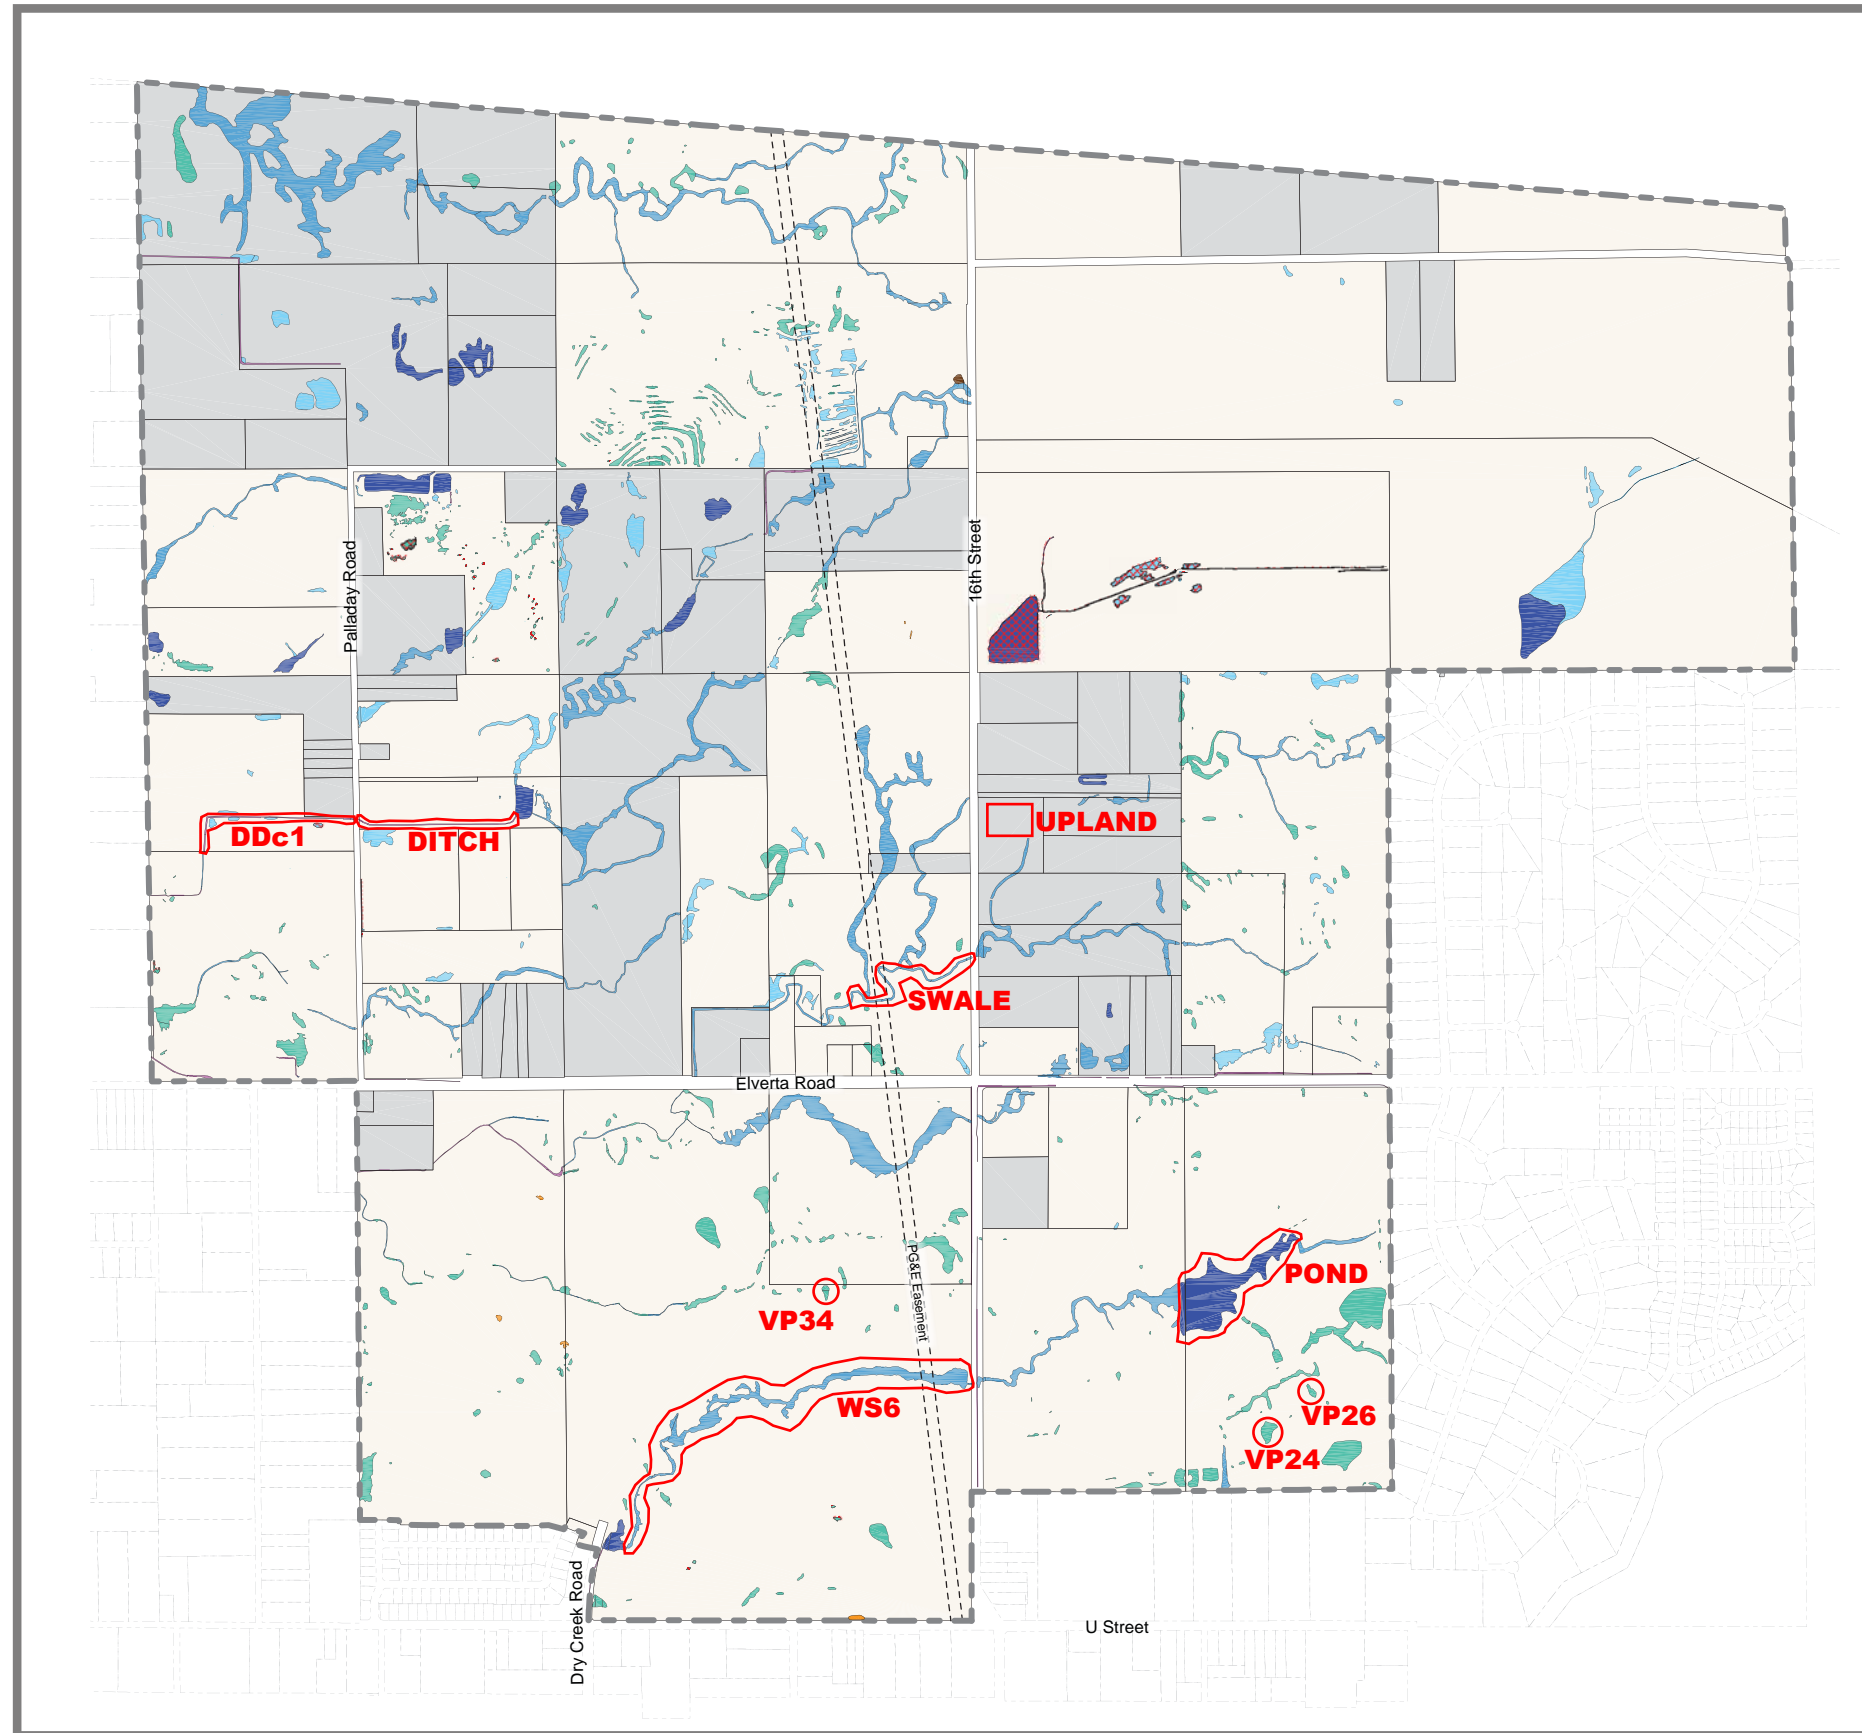 Palladay Road
16th Street
DDc1
DITCH
UPLAND
SWALE
Elverta Road
PG&E Easement
POND
VP34
WS6
VP26
VP24
Dry Creek Road
U Street